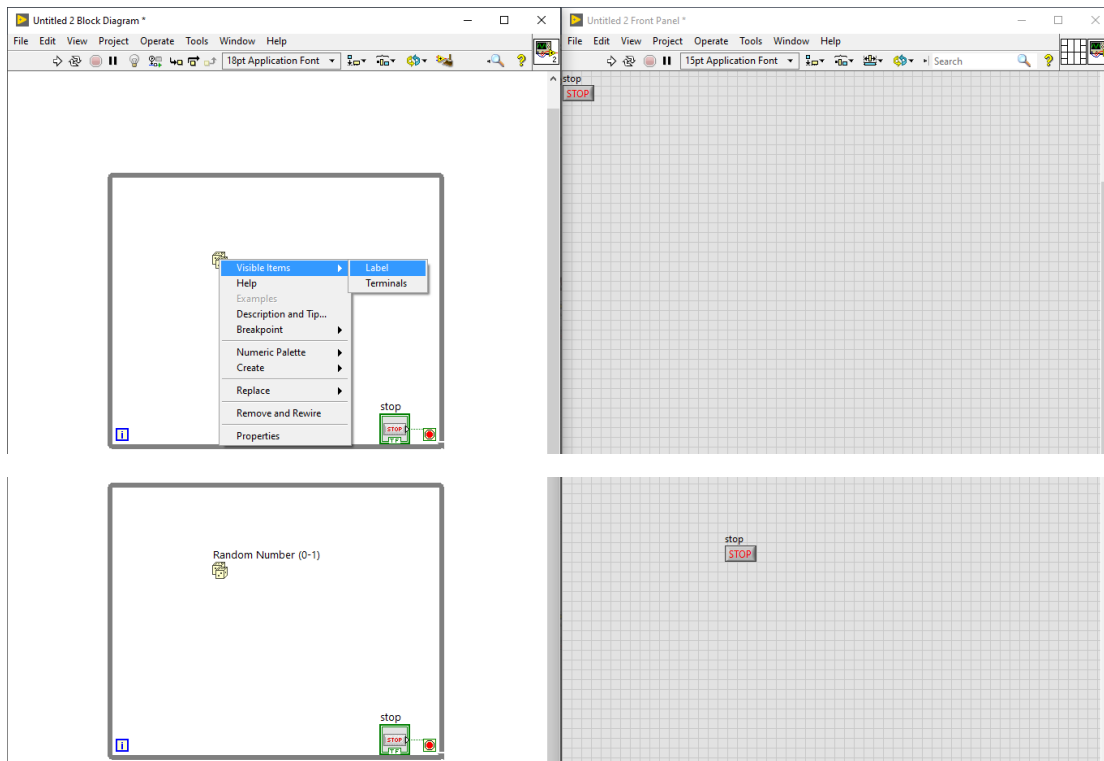 Untitled 2 Block Diagram *
File Edit View Project Operate Tools Window Help
18pt Application Font
2
Visible Items
Label
Help
Terminals
Examples
Description and Tip...
Breakpoint
Numeric Palette
Create
Replace
Remove and Rewire
Properties
stop
STOP
TF
i
Untitled 2 Front Panel *
File Edit View Project Operate Tools Window Help
15pt Application Font
Search
stop
STOP
Random Number (0-1)
stop
STOP
TF
i
stop
STOP